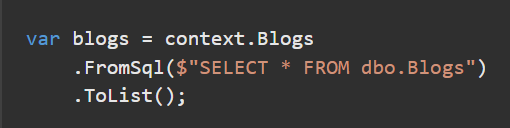 var blogs = context.Blogs
    .FromSql($"SELECT * FROM dbo.Blogs")
    .ToList();